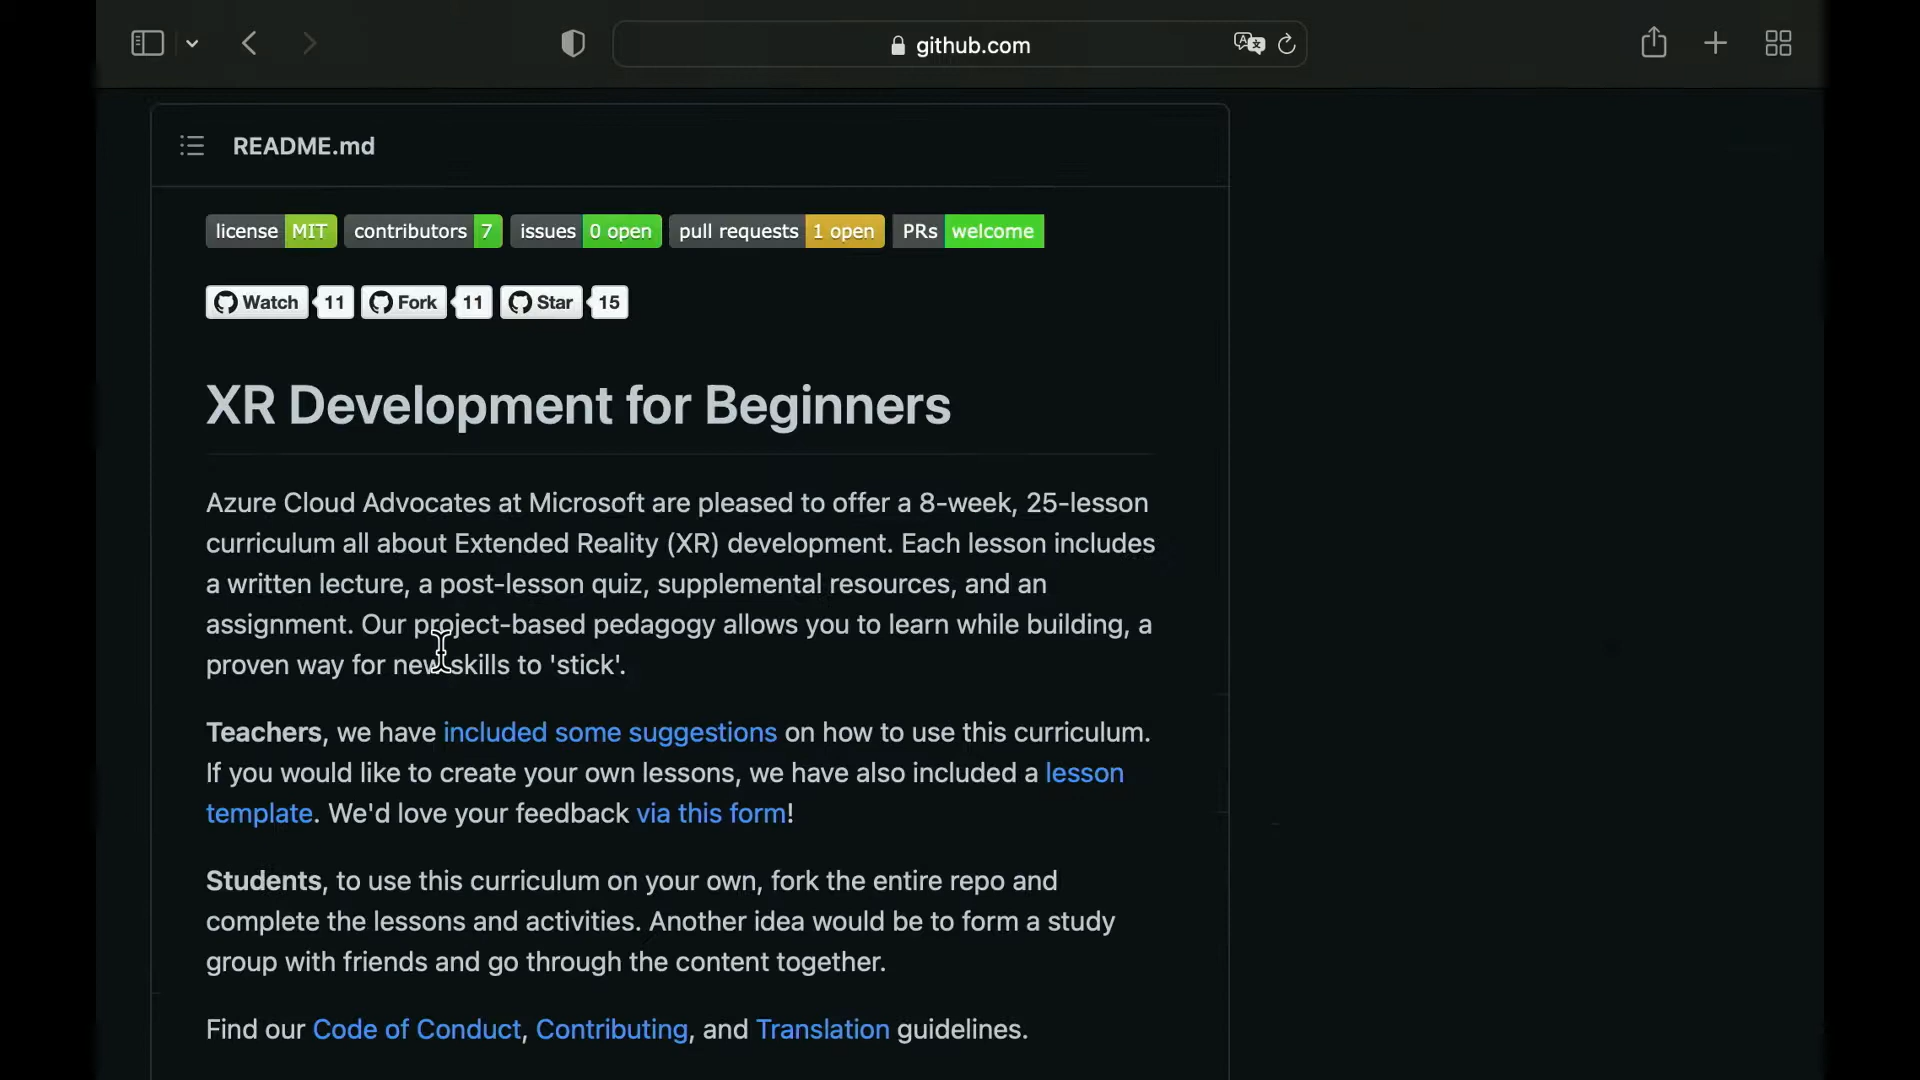 github.com
README.md
license MIT contributors 7 issues 0 open pull requests 1 open PRs welcome
Watch 11 Fork 11 Star 15
XR Development for Beginners
Azure Cloud Advocates at Microsoft are pleased to offer a 8-week, 25-lesson
curriculum all about Extended Reality (XR) development. Each lesson includes
a written lecture, a post-lesson quiz, supplemental resources, and an
assignment. Our project-based pedagogy allows you to learn while building, a
proven way for new skills to 'stick'.
Teachers, we have included some suggestions on how to use this curriculum.
If you would like to create your own lessons, we have also included a lesson
template. We'd love your feedback via this form!
Students, to use this curriculum on your own, fork the entire repo and
complete the lessons and activities. Another idea would be to form a study
group with friends and go through the content together.
Find our Code of Conduct, Contributing, and Translation guidelines.